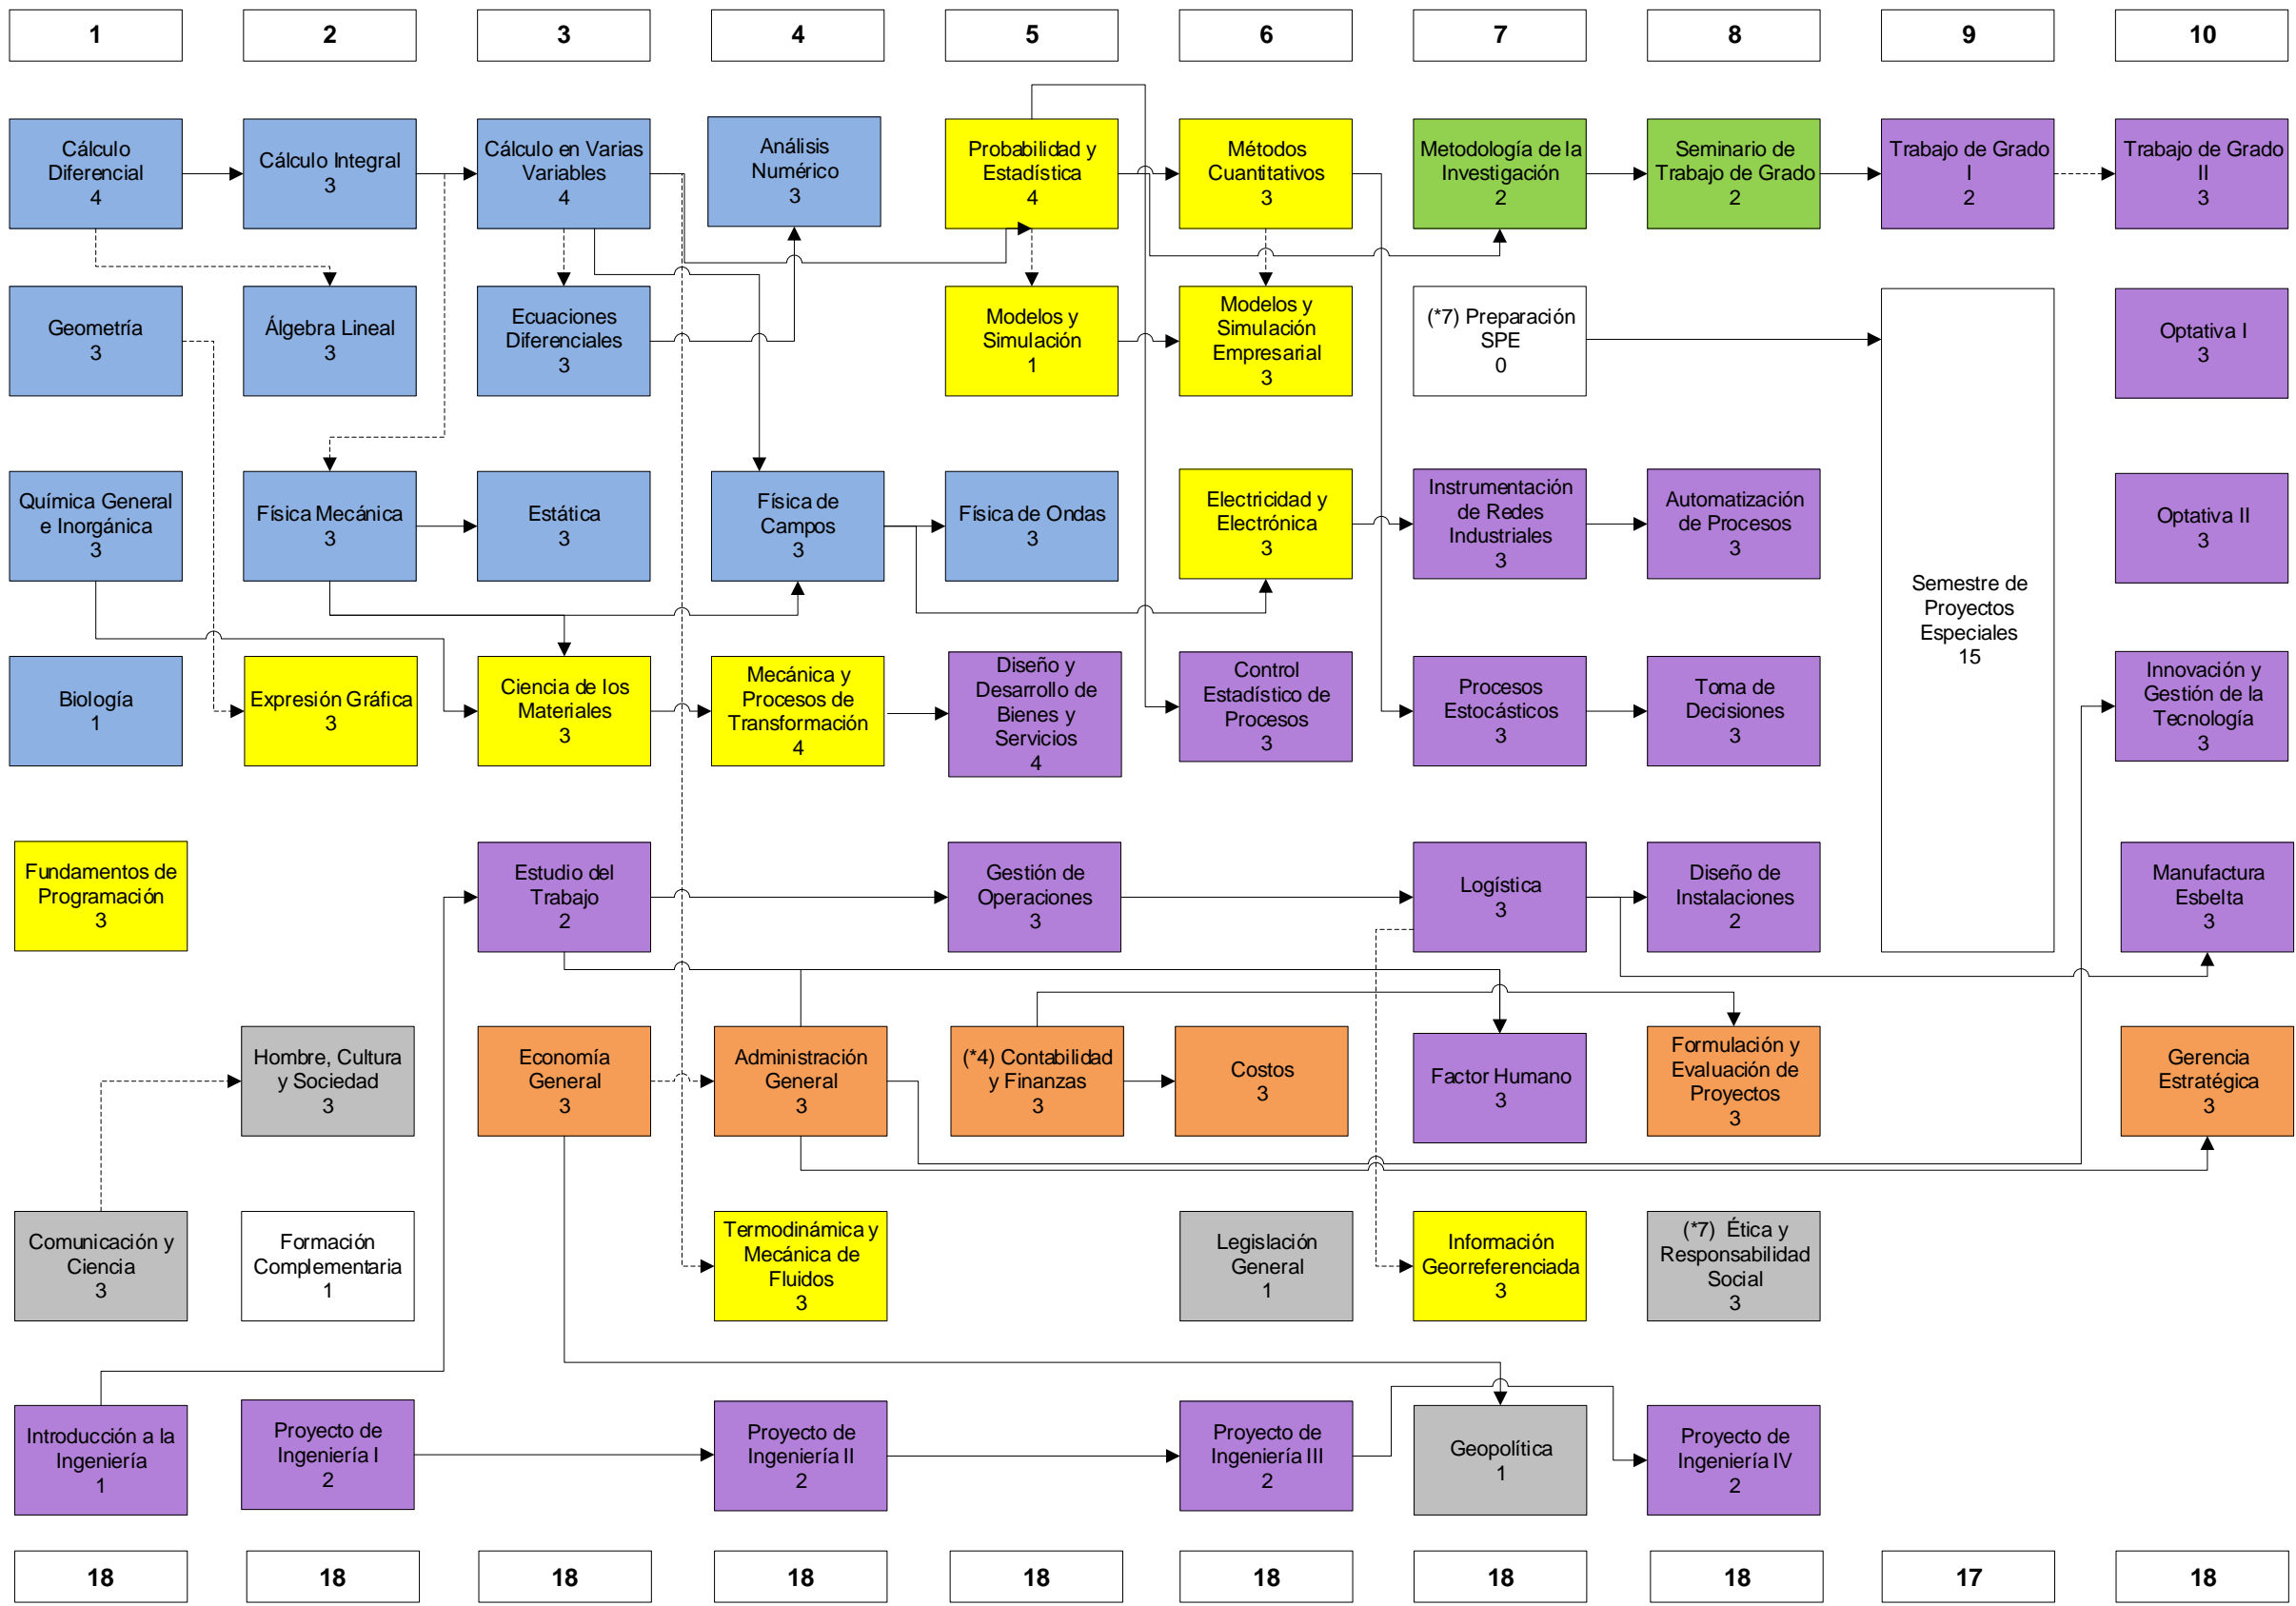 1
2
3
4
5
6
7
8
9
10
Cálculo
Diferencial
4
Cálculo Integral
3
Cálculo en Varias
Variables
4
Análisis
Numérico
3
Probabilidad y
Estadística
4
Métodos
Cuantitativos
3
Metodología de la
Investigación
2
Seminario de
Trabajo de Grado
2
Trabajo de Grado
I
2
Trabajo de Grado
II
3
Geometría
3
Álgebra Lineal
3
Ecuaciones
Diferenciales
3
Modelos y
Simulación
1
Modelos y
Simulación
Empresarial
3
(*7) Preparación
SPE
0
Optativa I
3
Química General
e Inorgánica
3
Física Mecánica
3
Estática
3
Física de
Campos
3
Física de Ondas
3
Electricidad y
Electrónica
3
Instrumentación
de Redes
Industriales
3
Automatización
de Procesos
3
Semestre de
Proyectos
Especiales
15
Optativa II
3
Biología
1
Expresión Gráfica
3
Ciencia de los
Materiales
3
Mecánica y
Procesos de
Transformación
4
Diseño y
Desarrollo de
Bienes y
Servicios
4
Control
Estadístico de
Procesos
3
Procesos
Estocásticos
3
Toma de
Decisiones
3
Innovación y
Gestión de la
Tecnología
3
Fundamentos de
Programación
3
Estudio del
Trabajo
2
Gestión de
Operaciones
3
Logística
3
Diseño de
Instalaciones
2
Manufactura
Esbelta
3
Hombre, Cultura
y Sociedad
3
Economía
General
3
Administración
General
3
(*4) Contabilidad
y Finanzas
3
Costos
3
Factor Humano
3
Formulación y
Evaluación de
Proyectos
3
Gerencia
Estratégica
3
Comunicación y
Ciencia
3
Formación
Complementaria
1
Termodinámica y
Mecánica de
Fluidos
3
Legislación
General
1
Información
Georreferenciada
3
(*7) Ética y
Responsabilidad
Social
3
Introducción a la
Ingeniería
1
Proyecto de
Ingeniería I
2
Proyecto de
Ingeniería II
2
Proyecto de
Ingeniería III
2
Geopolítica
1
Proyecto de
Ingeniería IV
2
18
18
18
18
18
18
18
18
17
18